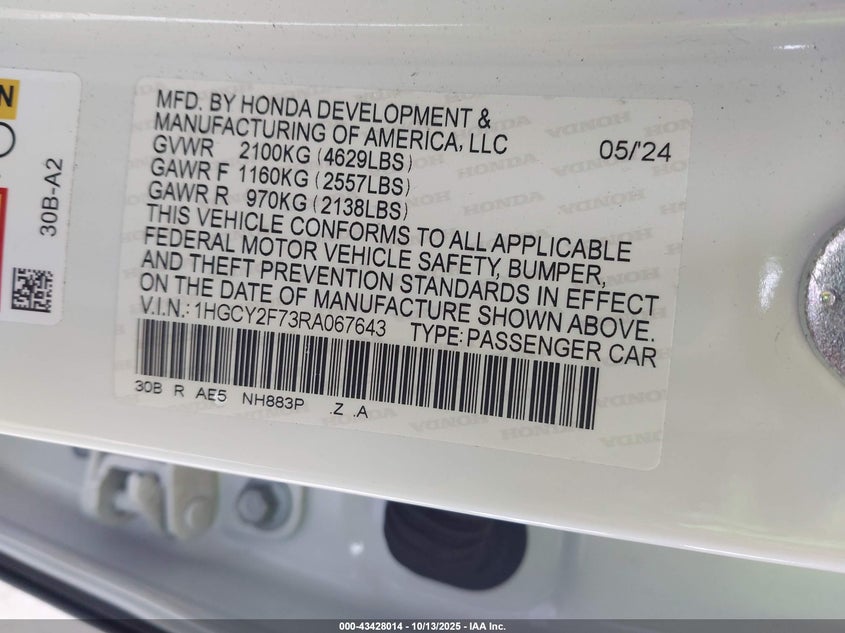 N
30B-A2
MFD. BY HONDA DEVELOPMENT &
MANUFACTURING OF AMERICA, LLC
05/'24
GVWR 2100KG (4629LBS)
GAWR F 1160KG (2557LBS)
GAWR R 970KG (2138LBS)
THIS VEHICLE CONFORMS TO ALL APPLICABLE
FEDERAL MOTOR VEHICLE SAFETY, BUMPER,
AND THEFT PREVENTION STANDARDS IN EFFECT
ON THE DATE OF MANUFACTURE SHOWN ABOVE.
V.I.N.: 1HGCY2F73RA067643 TYPE: PASSENGER CAR
30B R AE5 NH883P .Z .A
000-43428014 - 10/13/2025 - IAA Inc.